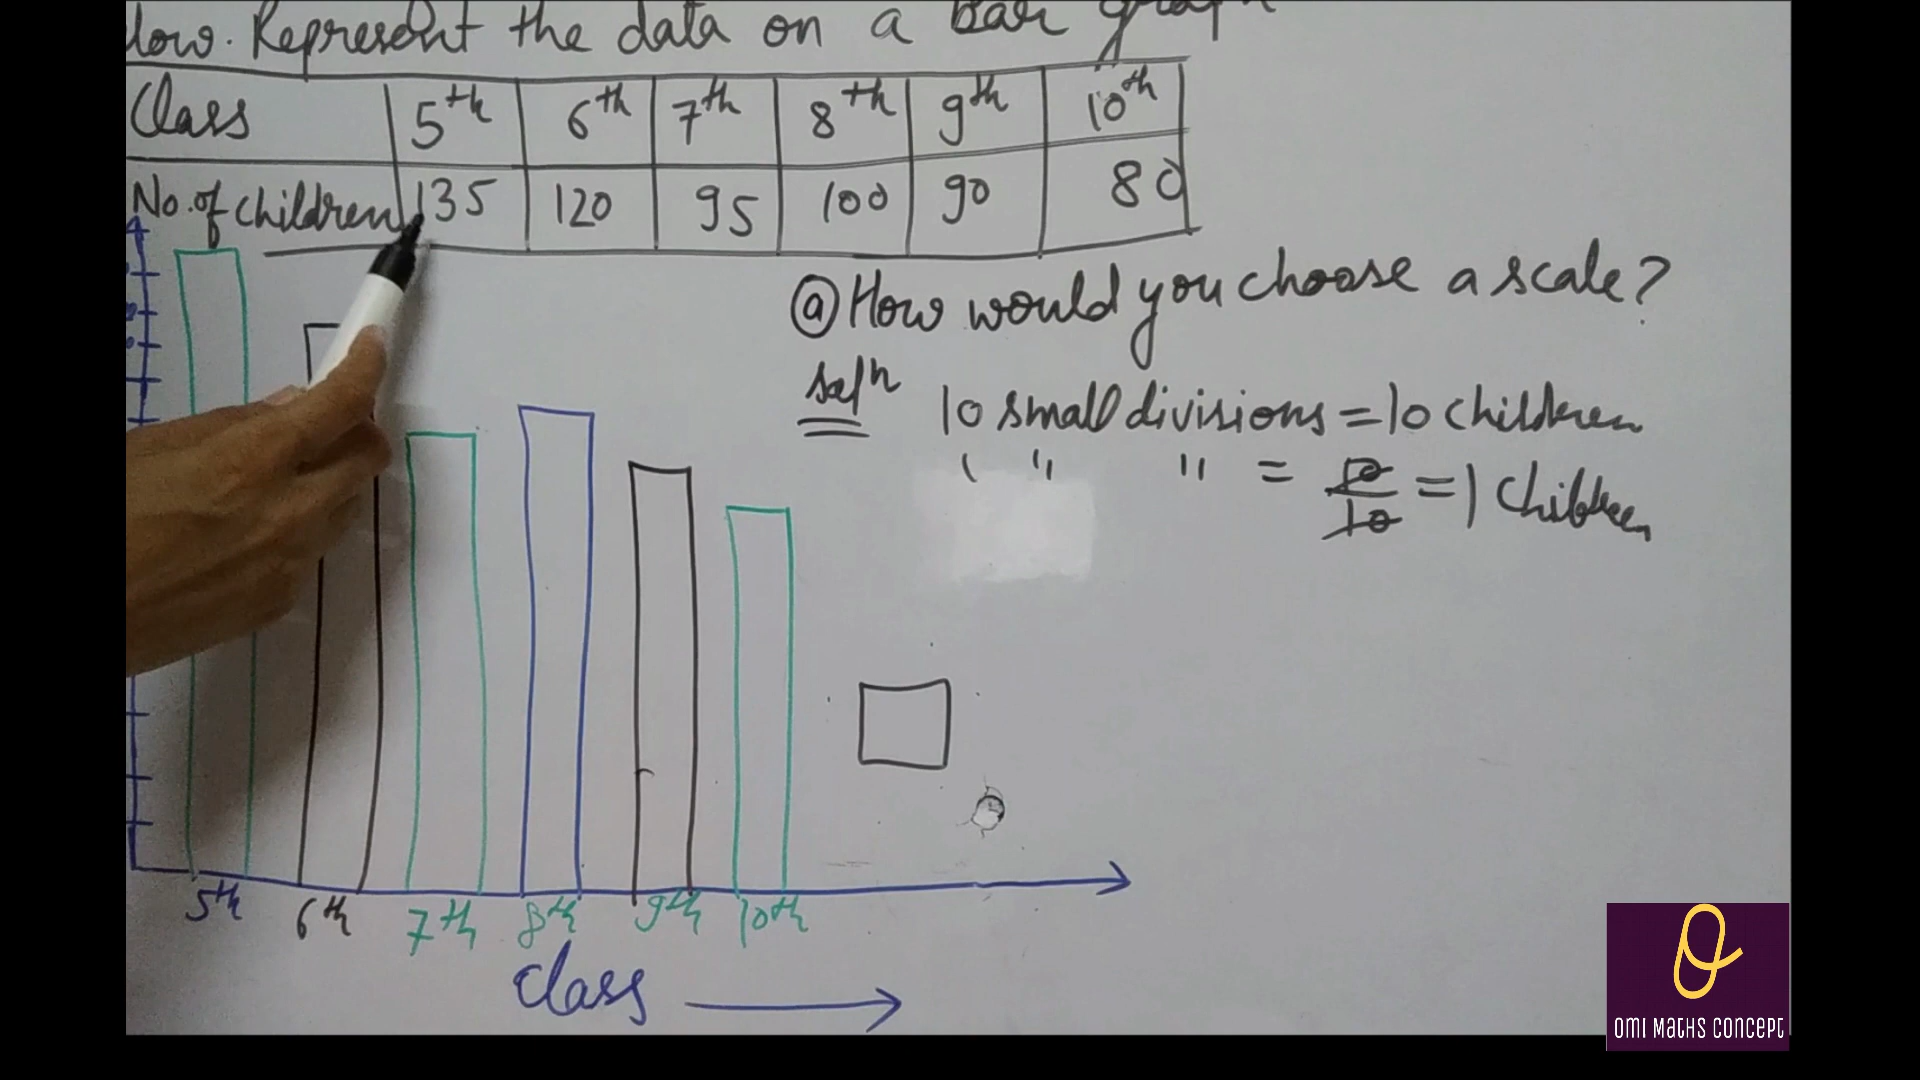 low. Represent the data on a bar graph
Class 5th 6th 7th 8th 9th 10th
No. of children 135 120 95 100 90 80
(a) How would you choose a scale?
Solⁿ 10 small divisions = 10 children
" " " = 10/10 = 1 Children
5th 6th 7th 8th 9th 10th
Class
OMI MATHS CONCEPT